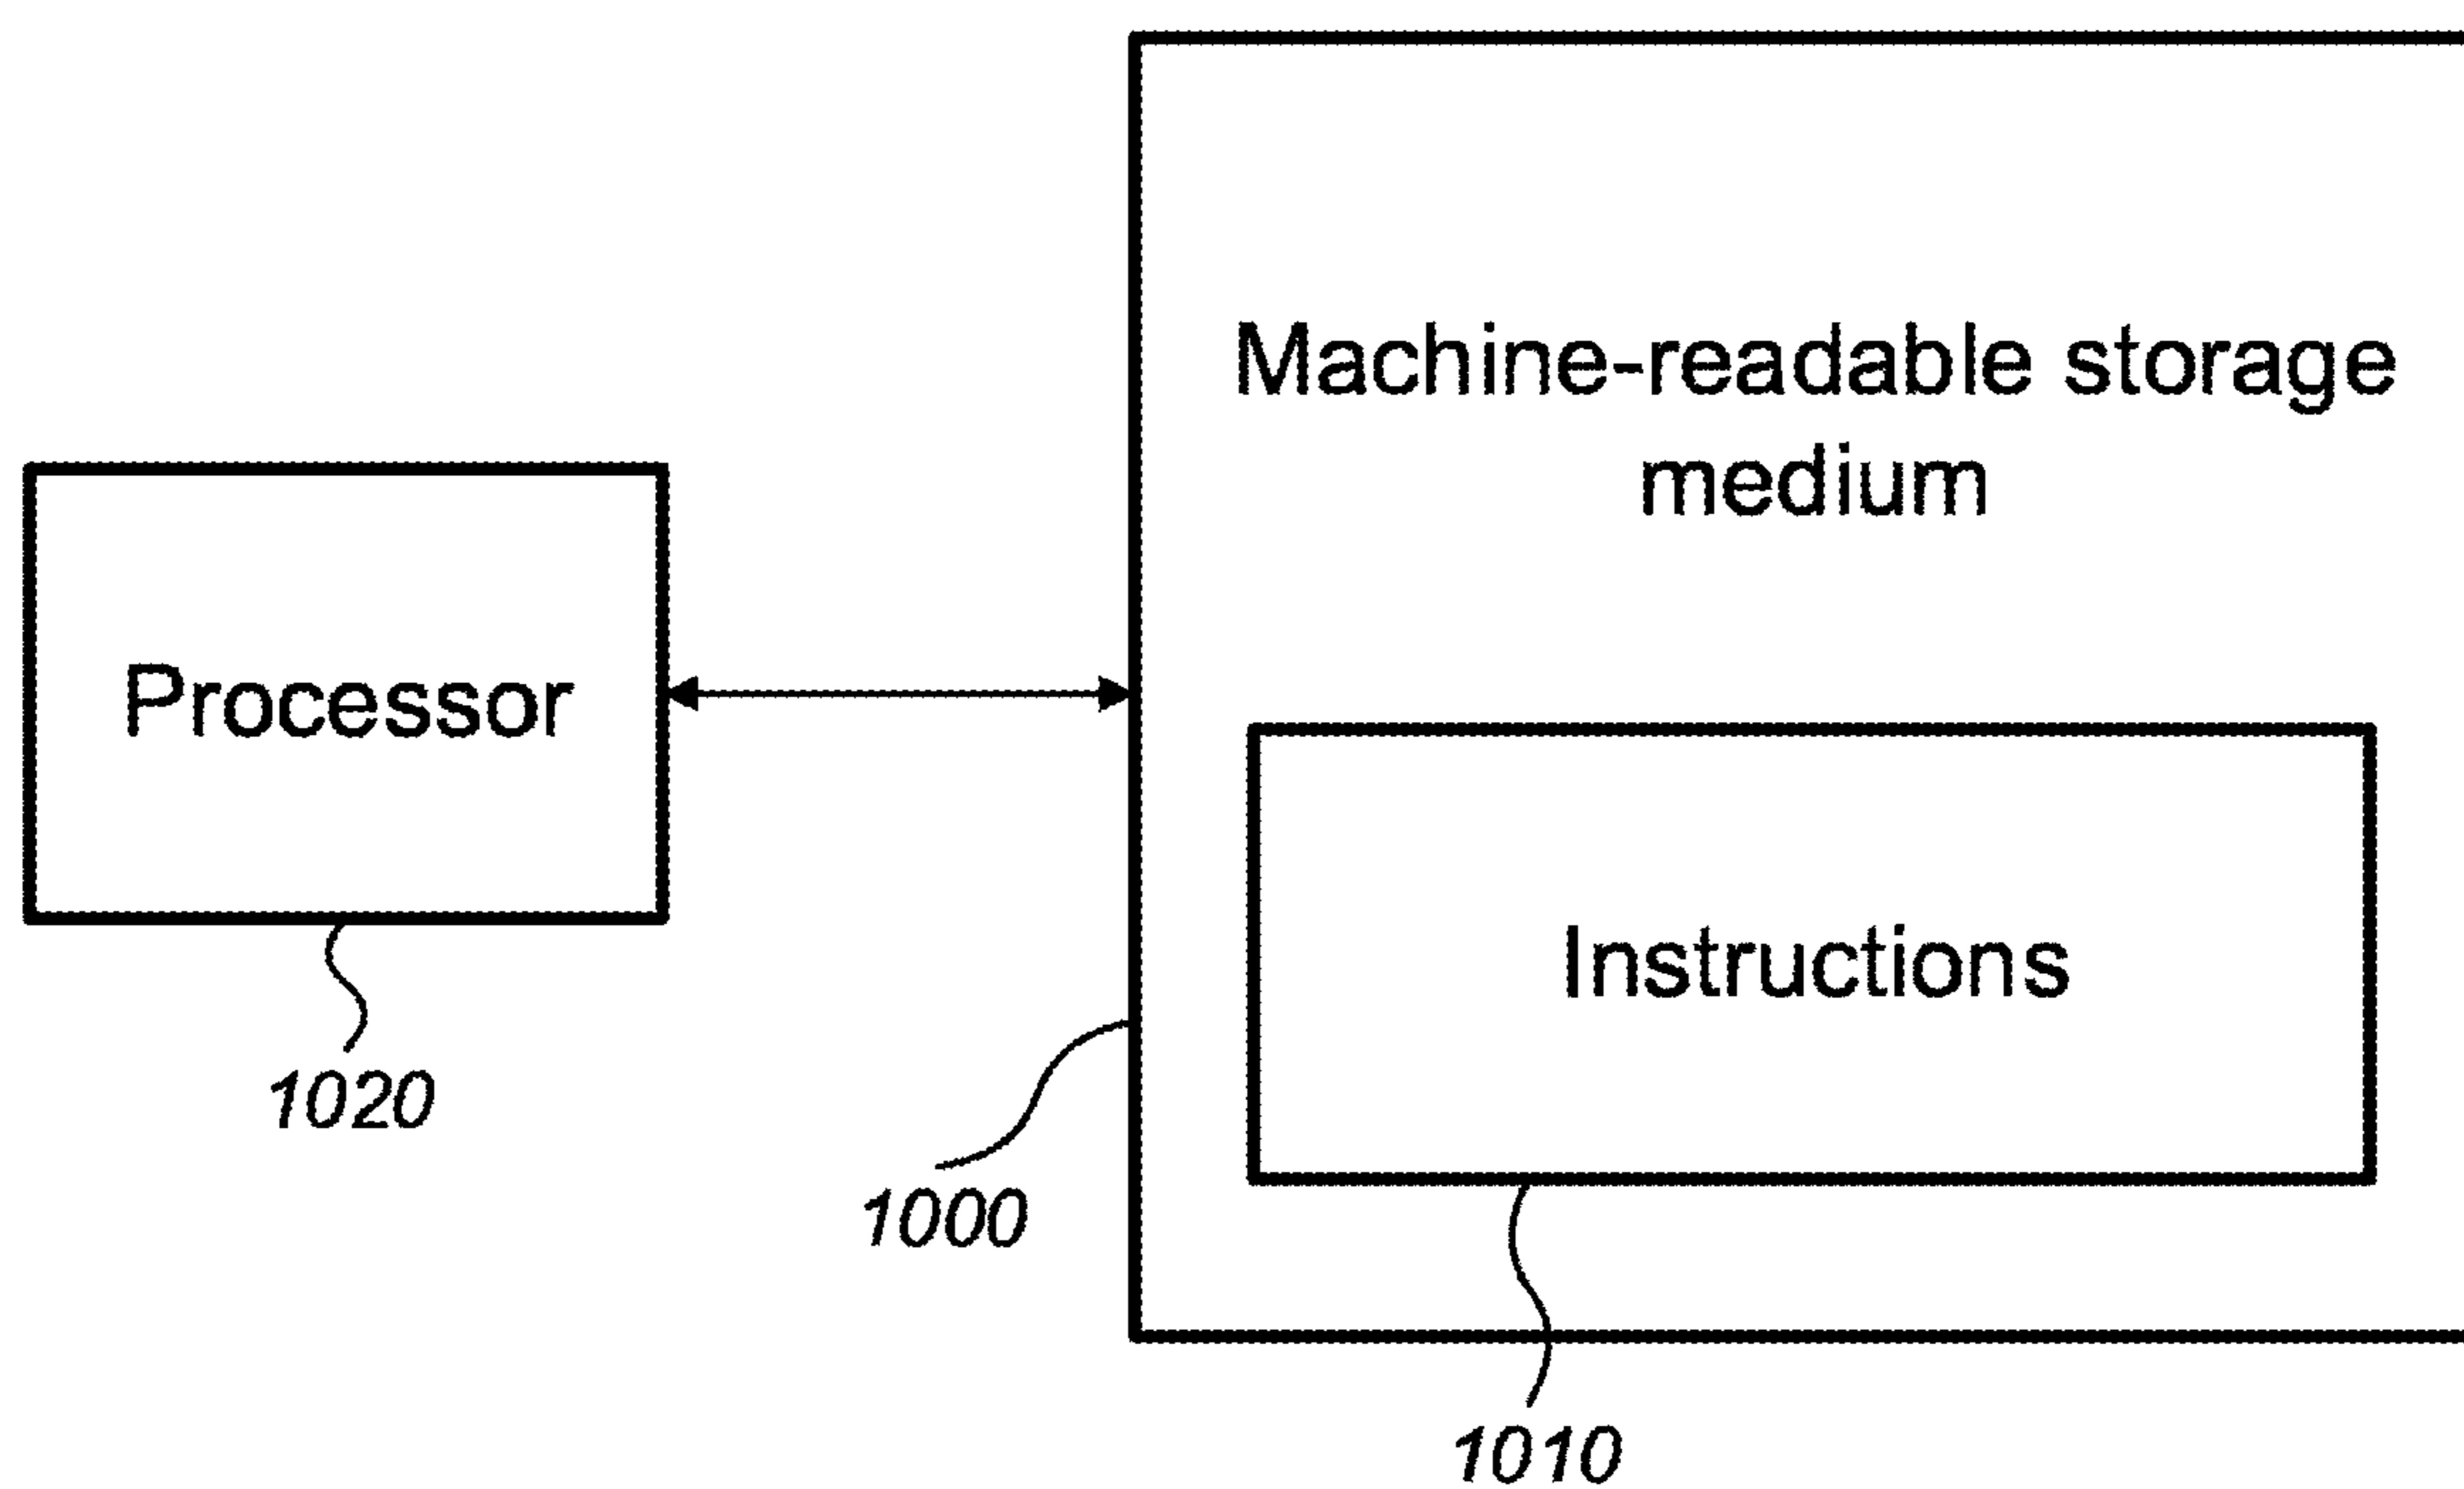 Machine-readable storage
medium
Processor
Instructions
1020
1000
1010